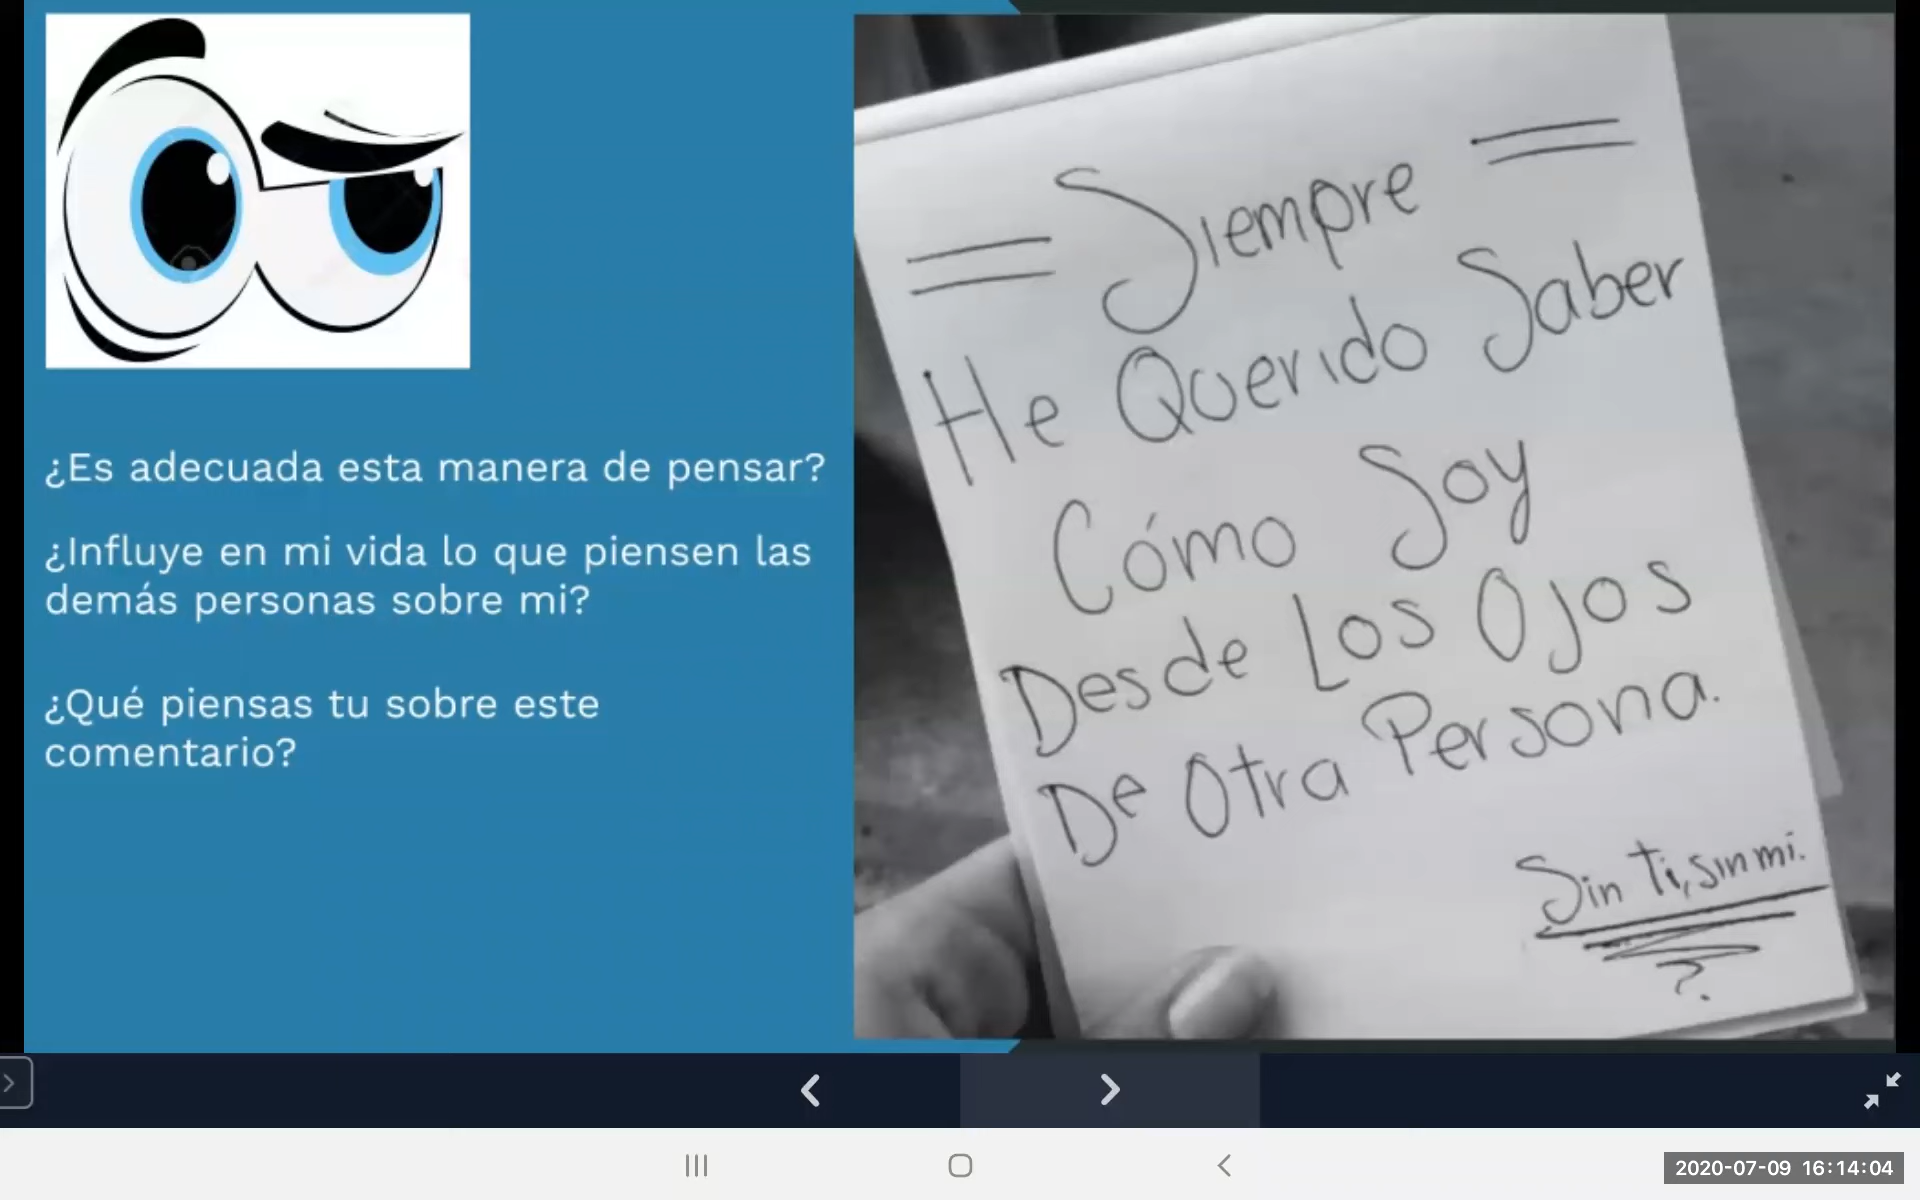 ¿Es adecuada esta manera de pensar?
¿Influye en mi vida lo que piensen las
demás personas sobre mi?
¿Qué piensas tu sobre este
comentario?
Siempre
He Querido Saber
Cómo Soy
Desde Los Ojos
De Otra Persona.
Sin Ti, sin mi.
?
2020-07-09 16:14:04